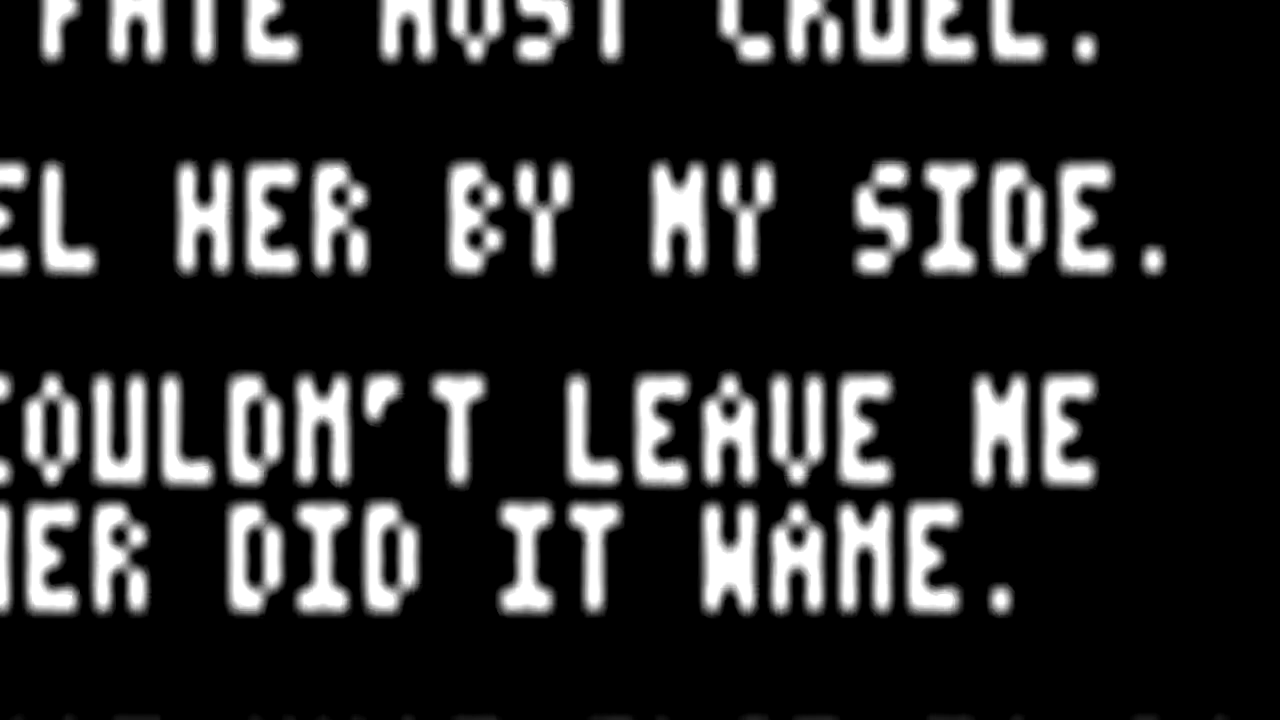 FATE MOST CRUEL.
EL HER BY MY SIDE.
COULDN'T LEAVE ME
HER DID IT WANE.